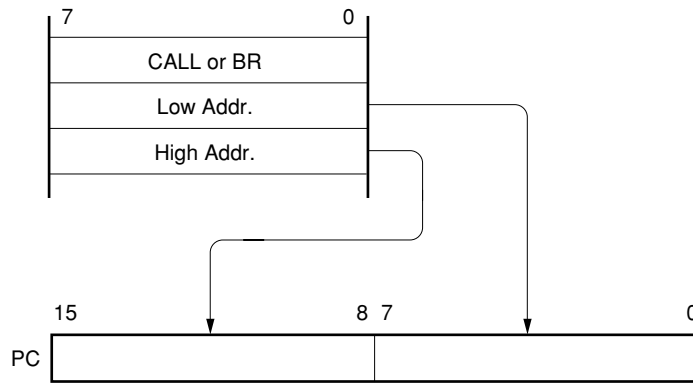 7 0
CALL or BR
Low Addr.
High Addr.
15 8 7 0
PC